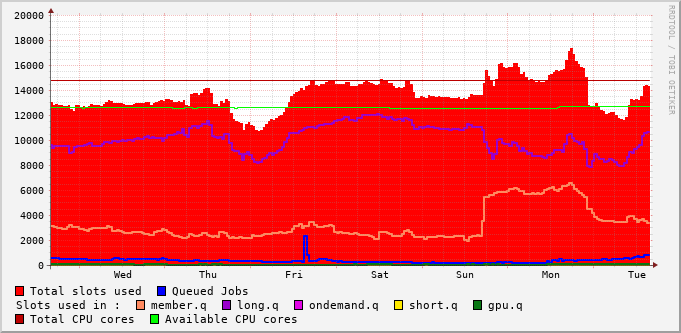 RRDTOOL / TOBI OETIKER
20000
18000
16000
14000
12000
10000
8000
6000
4000
2000
0
Wed Thu Fri Sat Sun Mon Tue
Total slots used Queued Jobs
Slots used in : member.q long.q ondemand.q short.q gpu.q
Total CPU cores Available CPU cores